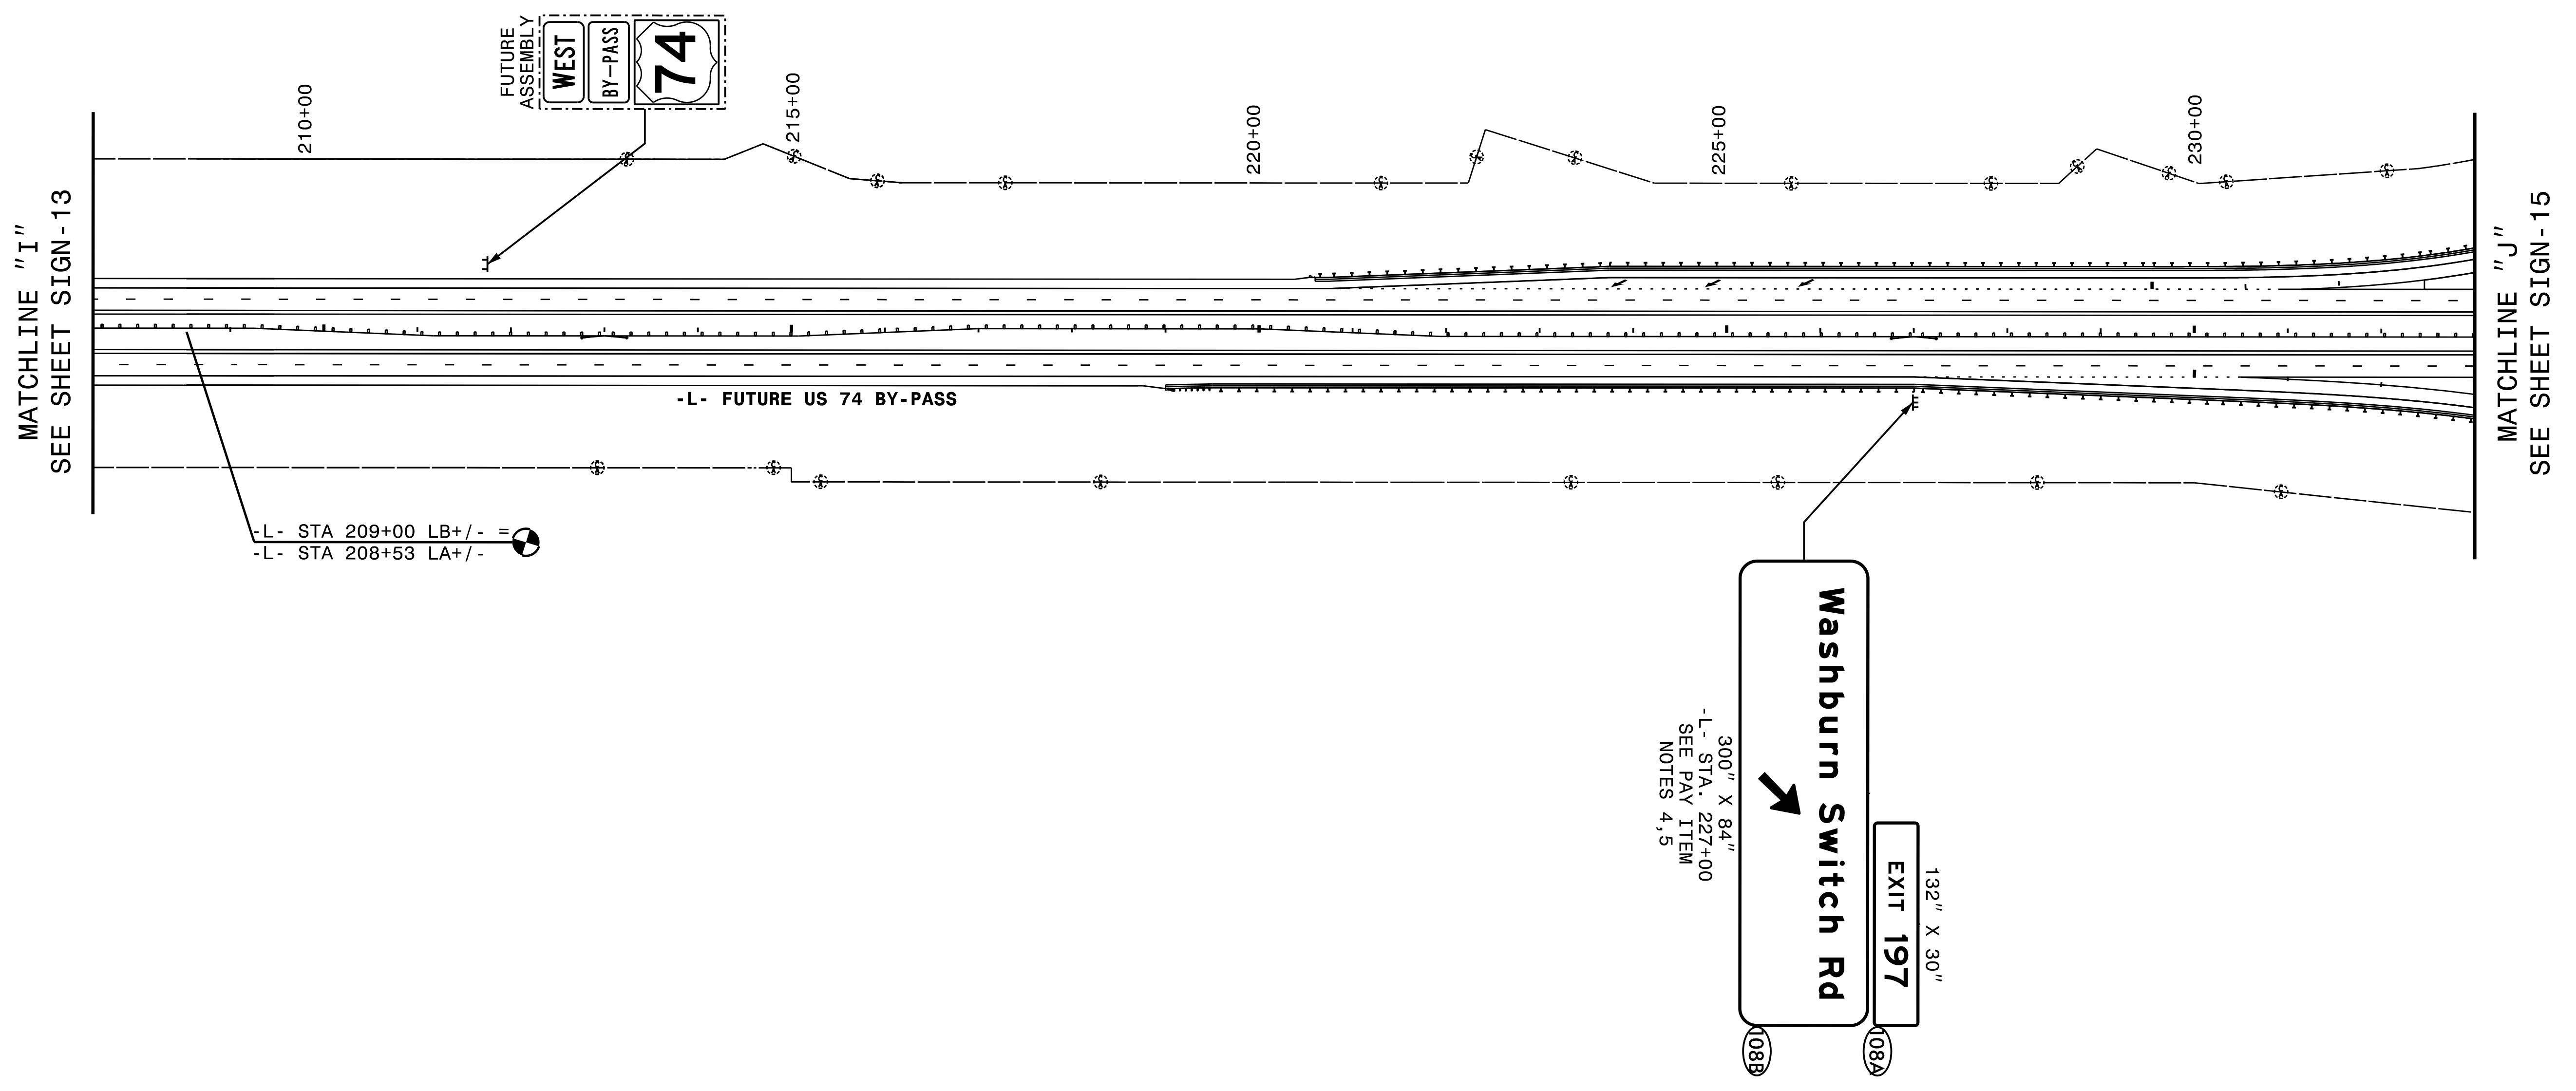 MATCHLINE "I"
SEE SHEET SIGN-13
FUTURE
ASSEMBLY
WEST
BY-PASS
74
210+00
215+00
220+00
225+00
230+00
MATCHLINE "J"
SEE SHEET SIGN-15
-L- FUTURE US 74 BY-PASS
-L- STA 209+00 LB+/- =
-L- STA 208+53 LA+/-
132" X 30"
EXIT 197
Washburn Switch Rd
300" X 84"
-L- STA. 227+00
SEE PAY ITEM
NOTES 4,5
108A
108B